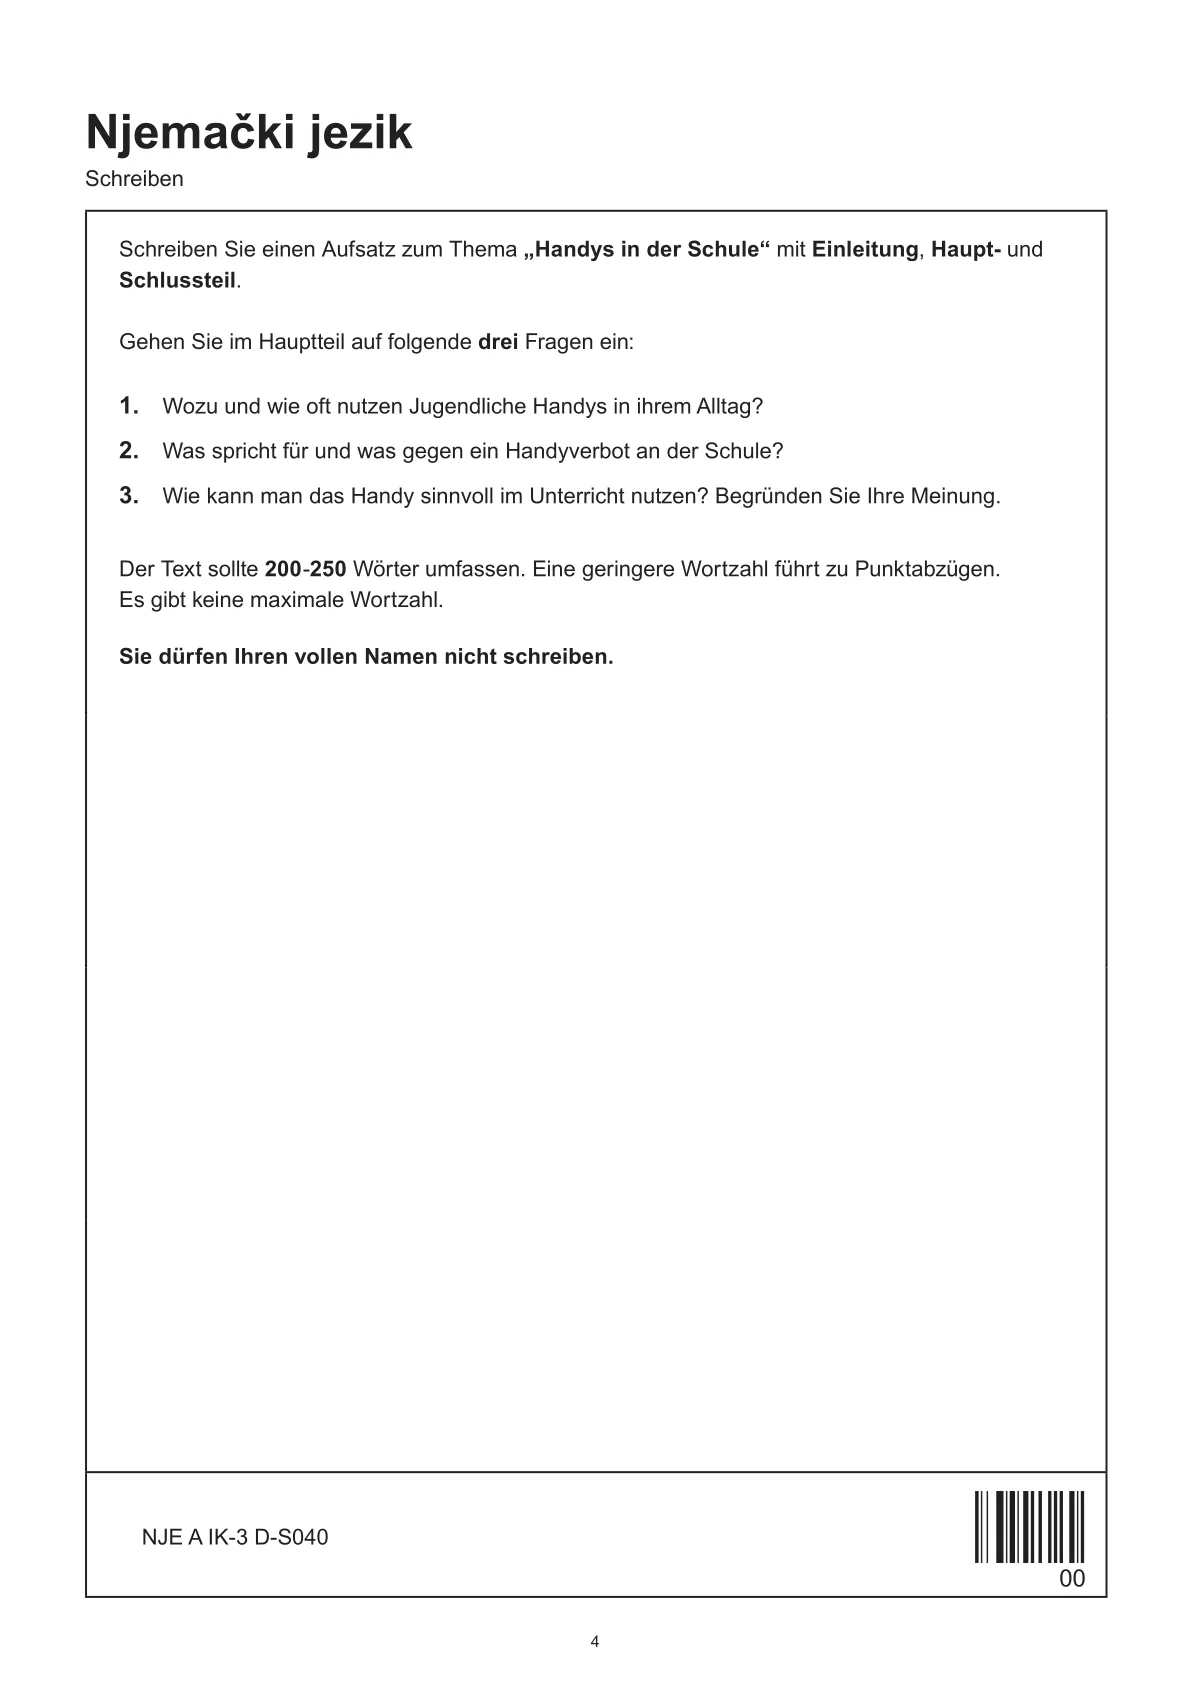 Njemački jezik
Schreiben
Schreiben Sie einen Aufsatz zum Thema „Handys in der Schule“ mit Einleitung, Haupt- und
Schlussteil.
Gehen Sie im Hauptteil auf folgende drei Fragen ein:
1. Wozu und wie oft nutzen Jugendliche Handys in ihrem Alltag?
2. Was spricht für und was gegen ein Handyverbot an der Schule?
3. Wie kann man das Handy sinnvoll im Unterricht nutzen? Begründen Sie Ihre Meinung.
Der Text sollte 200-250 Wörter umfassen. Eine geringere Wortzahl führt zu Punktabzügen.
Es gibt keine maximale Wortzahl.
Sie dürfen Ihren vollen Namen nicht schreiben.
NJE A IK-3 D-S040
00
4